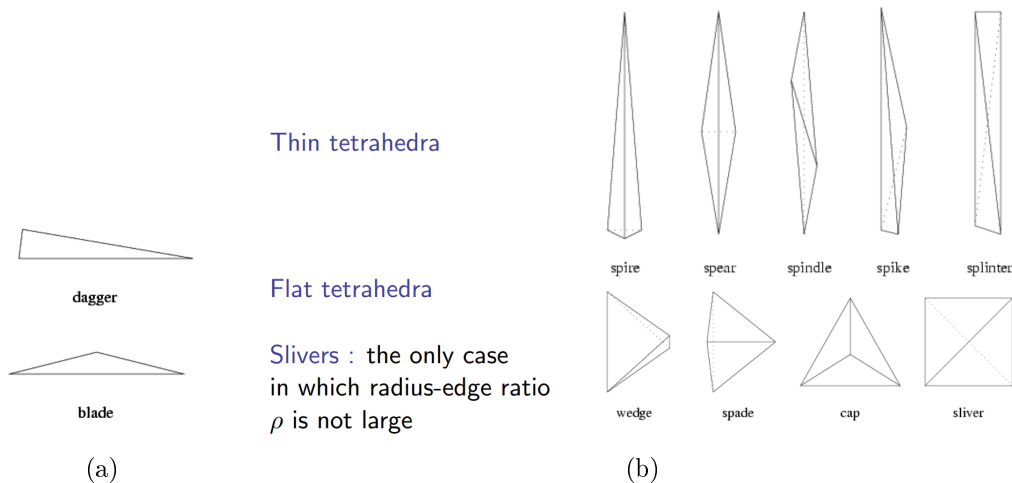 Thin tetrahedra
spire spear spindle spike splinter
dagger
Flat tetrahedra
Slivers : the only case
in which radius-edge ratio
ρ is not large
blade
wedge spade cap sliver
(a) (b)